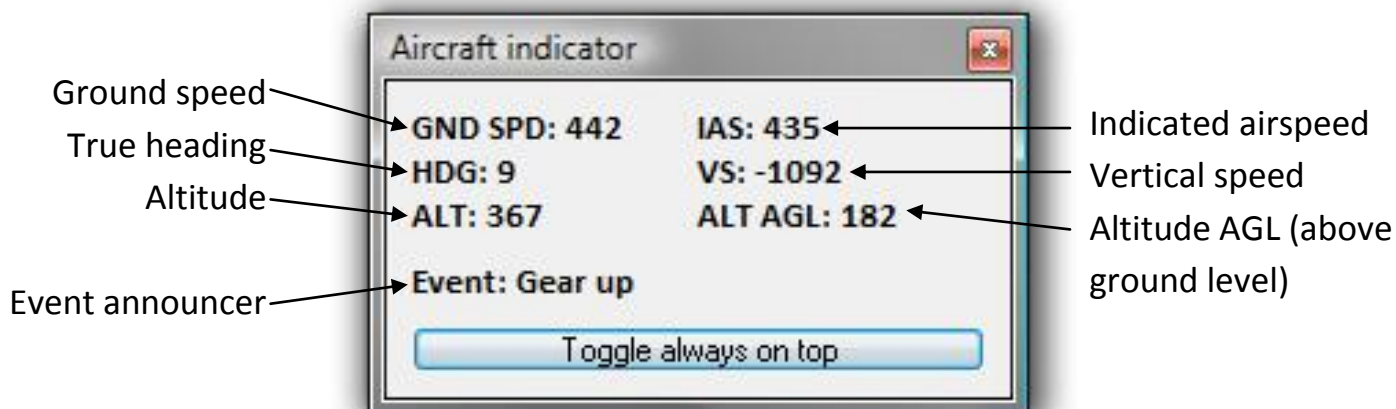 Aircraft indicator
Ground speed
True heading
Altitude
Event announcer
GND SPD: 442 IAS: 435
HDG: 9 VS: -1092
ALT: 367 ALT AGL: 182
Event: Gear up
Toggle always on top
Indicated airspeed
Vertical speed
Altitude AGL (above
ground level)